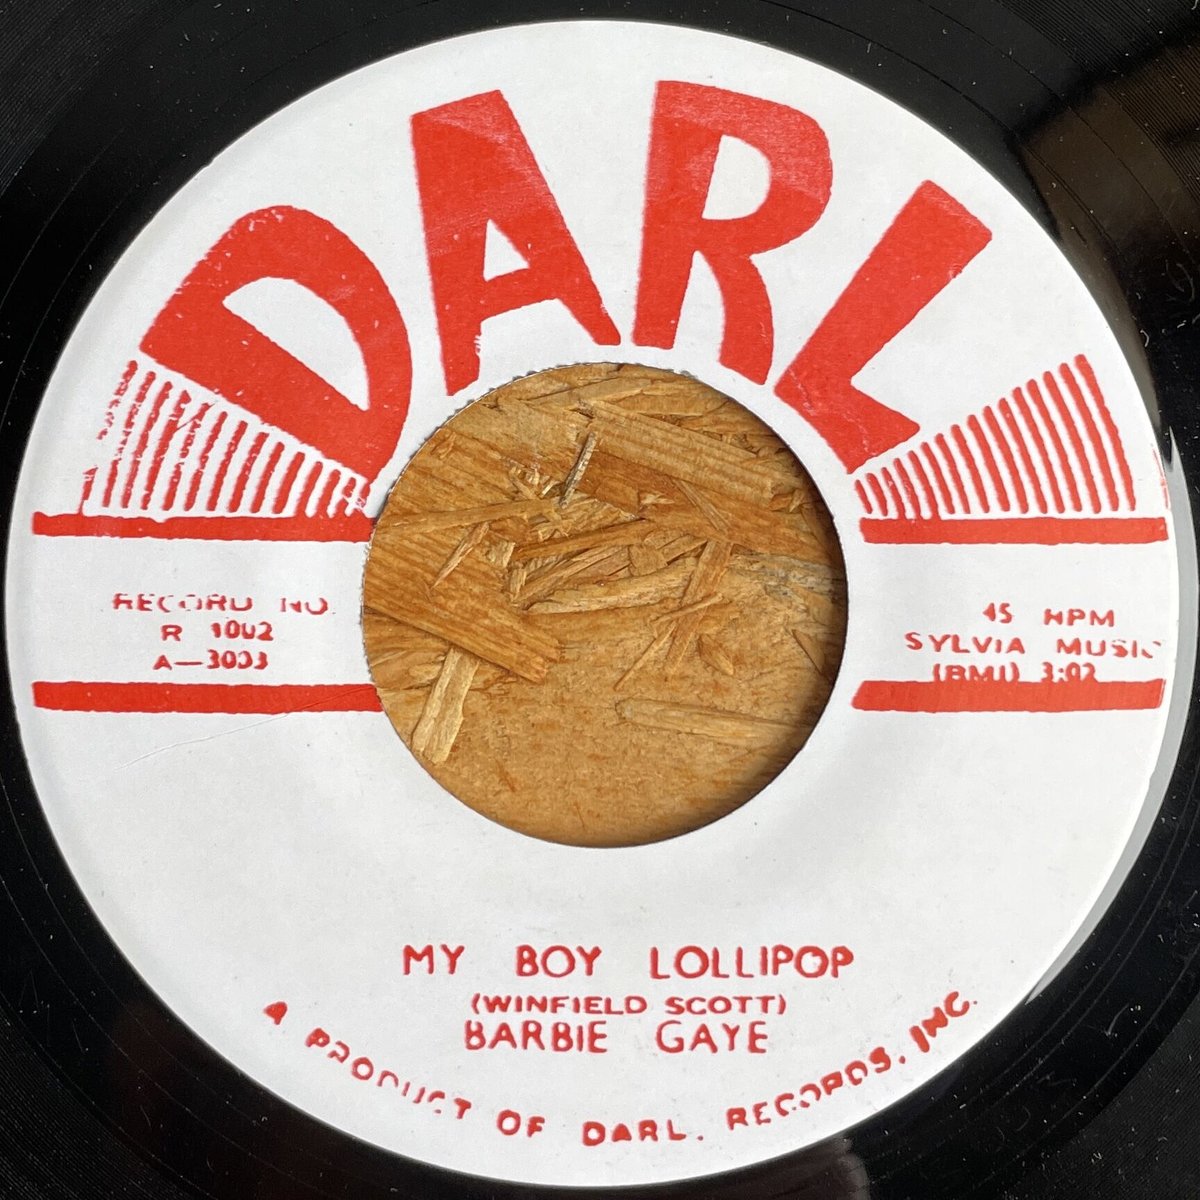 DARL
RECORD NO.
R 1002
A—3003
45 RPM
SYLVIA MUSIC
(BMI) 3:02
MY BOY LOLLIPOP
(WINFIELD SCOTT)
BARBIE GAYE
A PRODUCT OF DARL. RECORDS, INC.